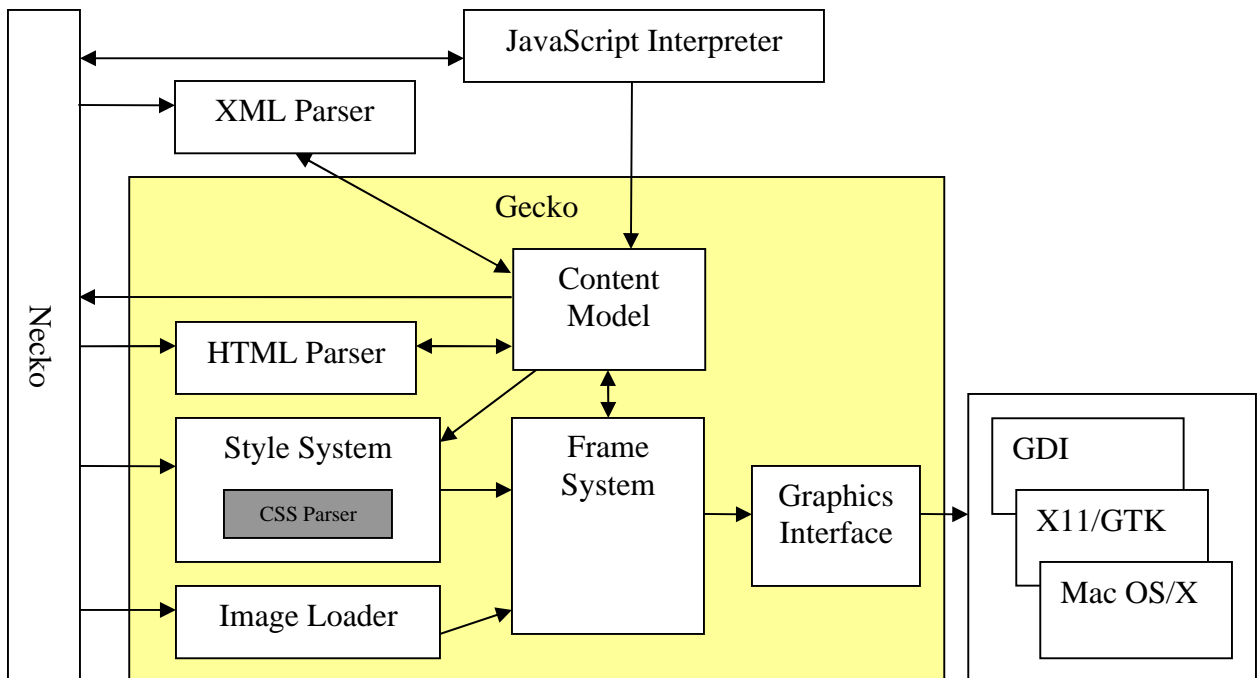 JavaScript Interpreter
XML Parser
Gecko
Content
Model
Necko
HTML Parser
Style System
CSS Parser
Frame
System
Graphics
Interface
GDI
X11/GTK
Mac OS/X
Image Loader